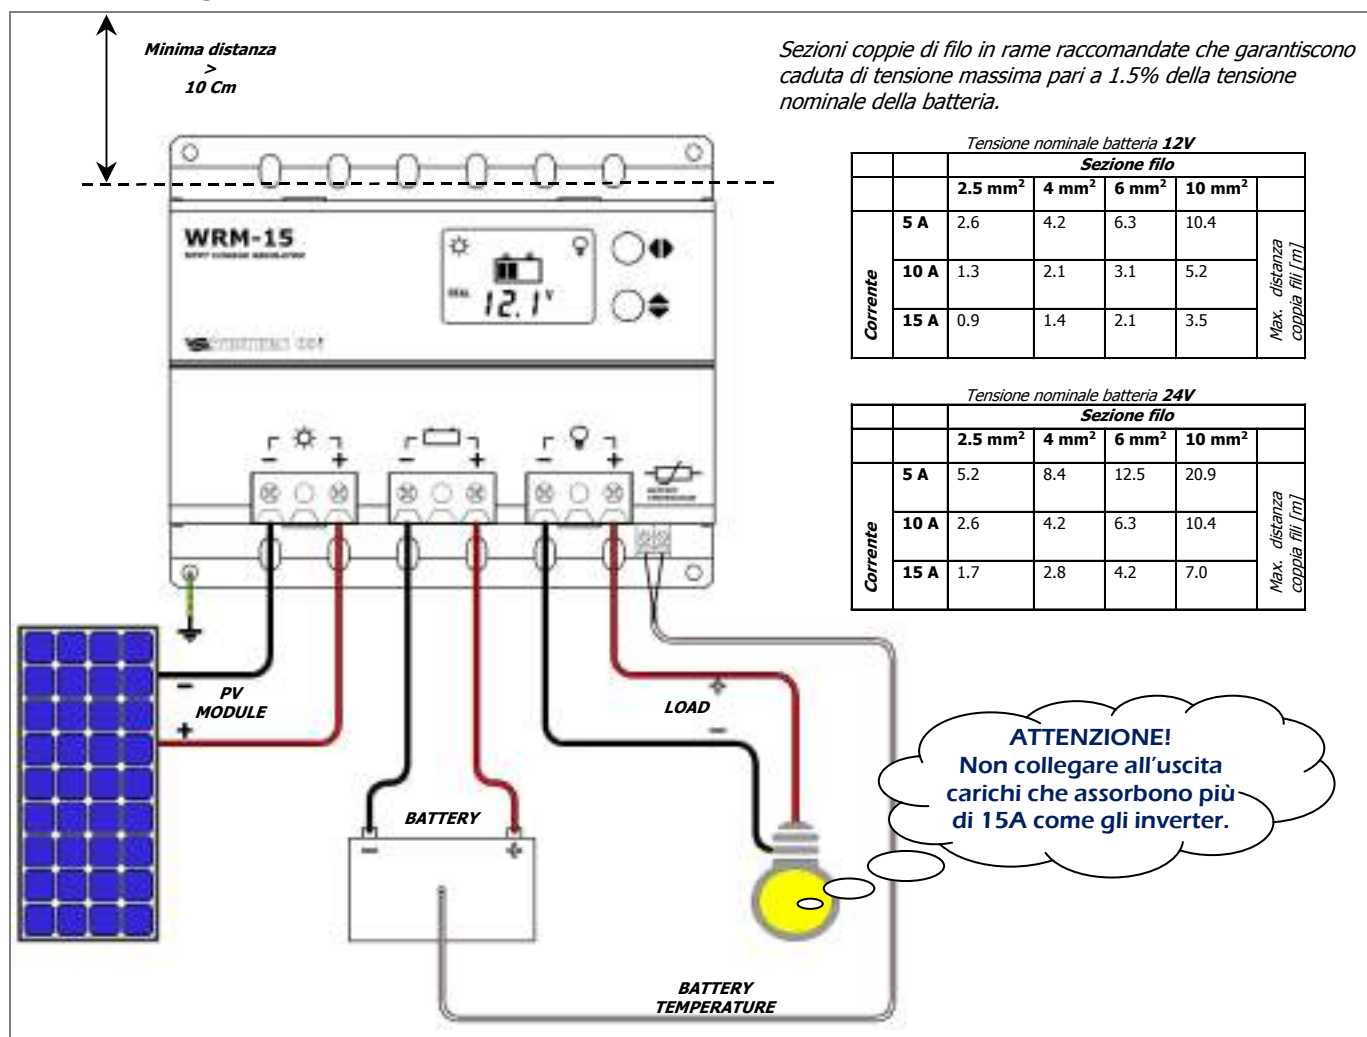 Minima distanza
>
10 Cm
Sezioni coppie di filo in rame raccomandate che garantiscono
caduta di tensione massima pari a 1.5% della tensione
nominale della batteria.
Tensione nominale batteria 12V
Sezione filo
2.5 mm² 4 mm² 6 mm² 10 mm²
Corrente
5 A 2.6 4.2 6.3 10.4
10 A 1.3 2.1 3.1 5.2
15 A 0.9 1.4 2.1 3.5
Max. distanza
coppia fili [m]
Tensione nominale batteria 24V
Sezione filo
2.5 mm² 4 mm² 6 mm² 10 mm²
Corrente
5 A 5.2 8.4 12.5 20.9
10 A 2.6 4.2 6.3 10.4
15 A 1.7 2.8 4.2 7.0
Max. distanza
coppia fili [m]
WRM-15
12.1 V
- + - + - +
-
PV
MODULE
+
+
LOAD
-
BATTERY
- +
BATTERY
TEMPERATURE
ATTENZIONE!
Non collegare all'uscita
carichi che assorbono più
di 15A come gli inverter.